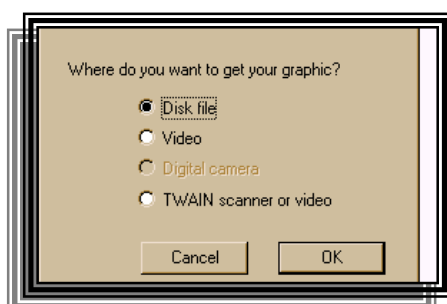 Where do you want to get your graphic?
Disk file
Video
Digital camera
TWAIN scanner or video
Cancel OK